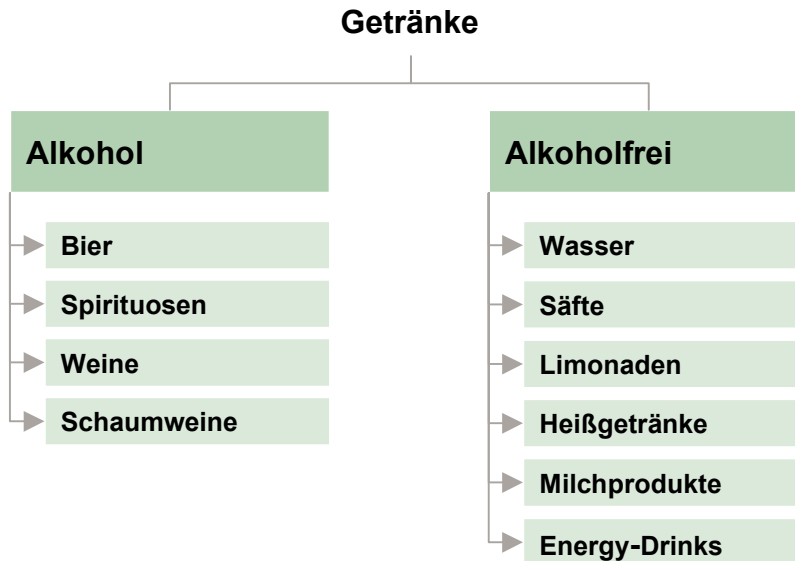 Getränke
Alkohol
Bier
Spirituosen
Weine
Schaumweine
Alkoholfrei
Wasser
Säfte
Limonaden
Heißgetränke
Milchprodukte
Energy-Drinks